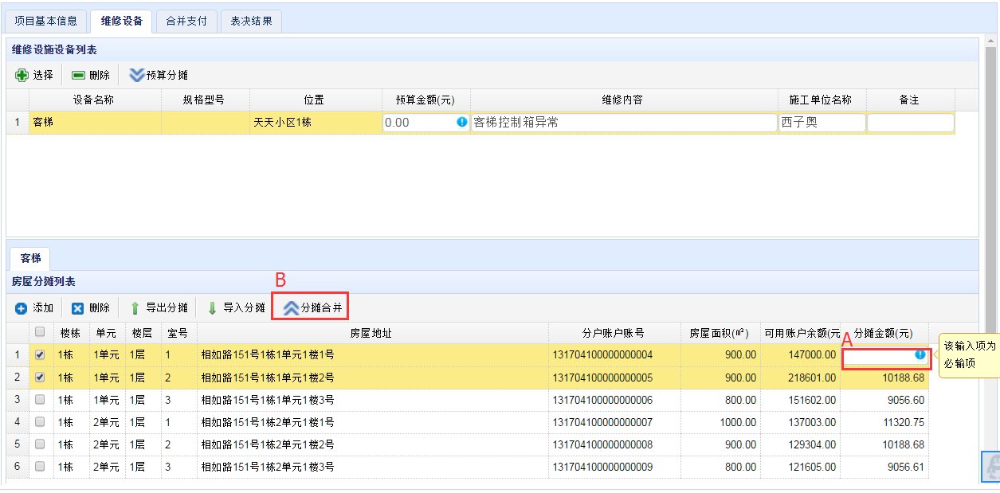 项目基本信息 维修设备 合并支付 表决结果
维修设施设备列表
选择 删除 预算分摊
设备名称 规格型号 位置 预算金额(元) 维修内容 施工单位名称 备注
1 客梯 天天小区1栋 0.00 客梯控制箱异常 西子奥
客梯
房屋分摊列表
B
添加 删除 导出分摊 导入分摊 分摊合并
楼栋 单元 楼层 室号 房屋地址 分户账户账号 房屋面积(㎡) 可用账户余额(元 分摊金额(元)
A
1 1栋 1单元 1层 1 相如路151号1栋1单元1楼1号 131704100000000004 900.00 147000.00
该输入项为
必输项
2 1栋 1单元 1层 2 相如路151号1栋1单元1楼2号 131704100000000005 900.00 218601.00 10188.68
3 1栋 1单元 1层 3 相如路151号1栋1单元1楼3号 131704100000000006 800.00 151602.00 9056.60
4 1栋 2单元 1层 1 相如路151号1栋2单元1楼1号 131704100000000007 1000.00 137003.00 11320.75
5 1栋 2单元 1层 2 相如路151号1栋2单元1楼2号 131704100000000008 900.00 129304.00 10188.68
6 1栋 2单元 1层 3 相如路151号1栋2单元1楼3号 131704100000000009 800.00 121605.00 9056.61